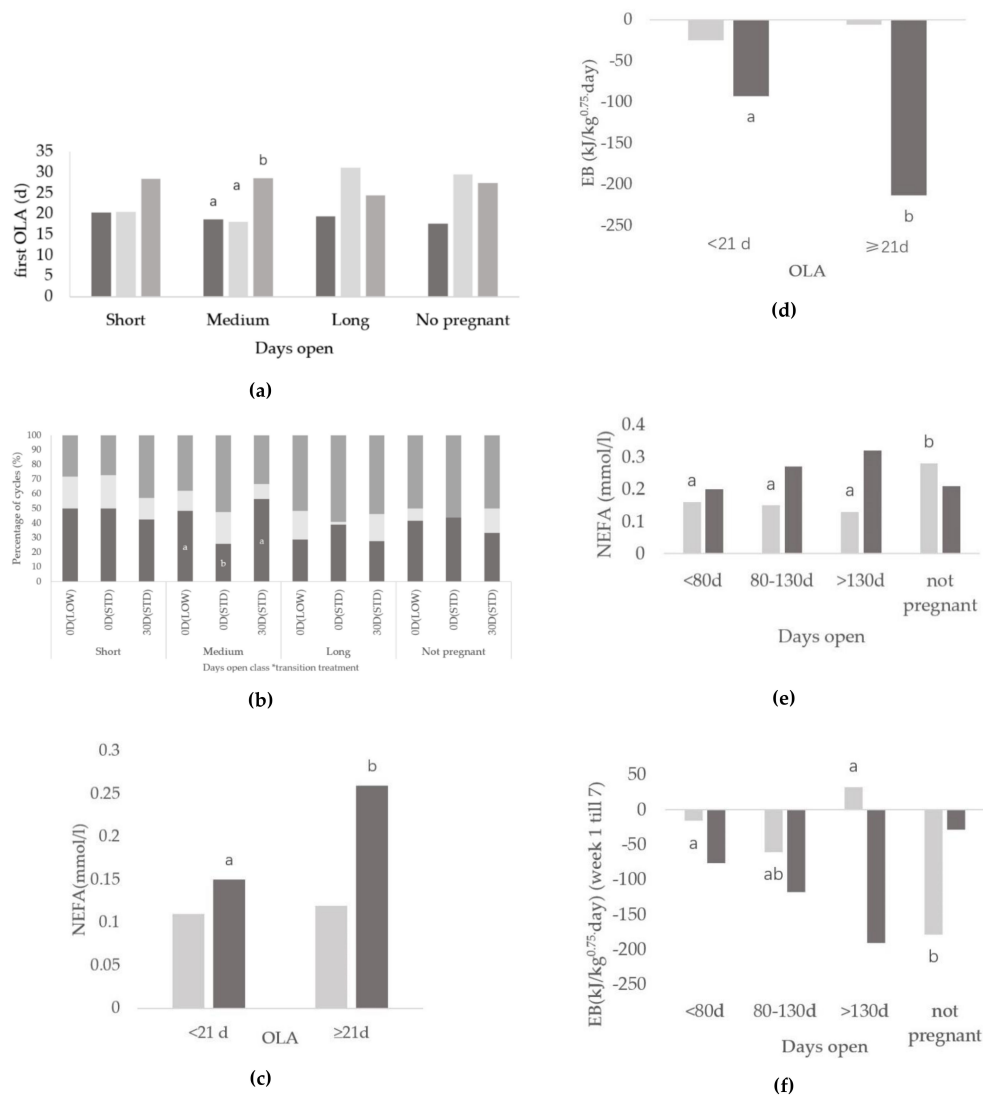 35
30
25
20
15
10
5
0
first OLA (d)
a
a
b
Short Medium Long No pregnant
Days open
(a)
100
90
80
70
60
50
40
30
20
10
0
Percentage of cycles (%)
a
b
a
0D(LOW) 0D(STD) 30D(STD) 0D(LOW) 0D(STD) 30D(STD) 0D(LOW) 0D(STD) 30D(STD) 0D(LOW) 0D(STD) 30D(STD)
Short Medium Long Not pregnant
Days open class *transition treatment
(b)
0.3
0.25
0.2
0.15
0.1
0.05
0
NEFA(mmol/l)
a
b
<21 d ≥21d
OLA
(c)
0
-50
-100
-150
-200
-250
EB (kJ/kg0.75·day)
a
b
<21 d ⩾21d
OLA
(d)
0.4
0.3
0.2
0.1
0
NEFA (mmol/l)
a
a
a
b
<80d 80-130d >130d not
pregnant
Days open
(e)
50
0
-50
-100
-150
-200
-250
EB(kJ/kg0.75·day) (week 1 till 7)
a
ab
a
b
<80d 80-130d >130d not
pregnant
Days open
(f)